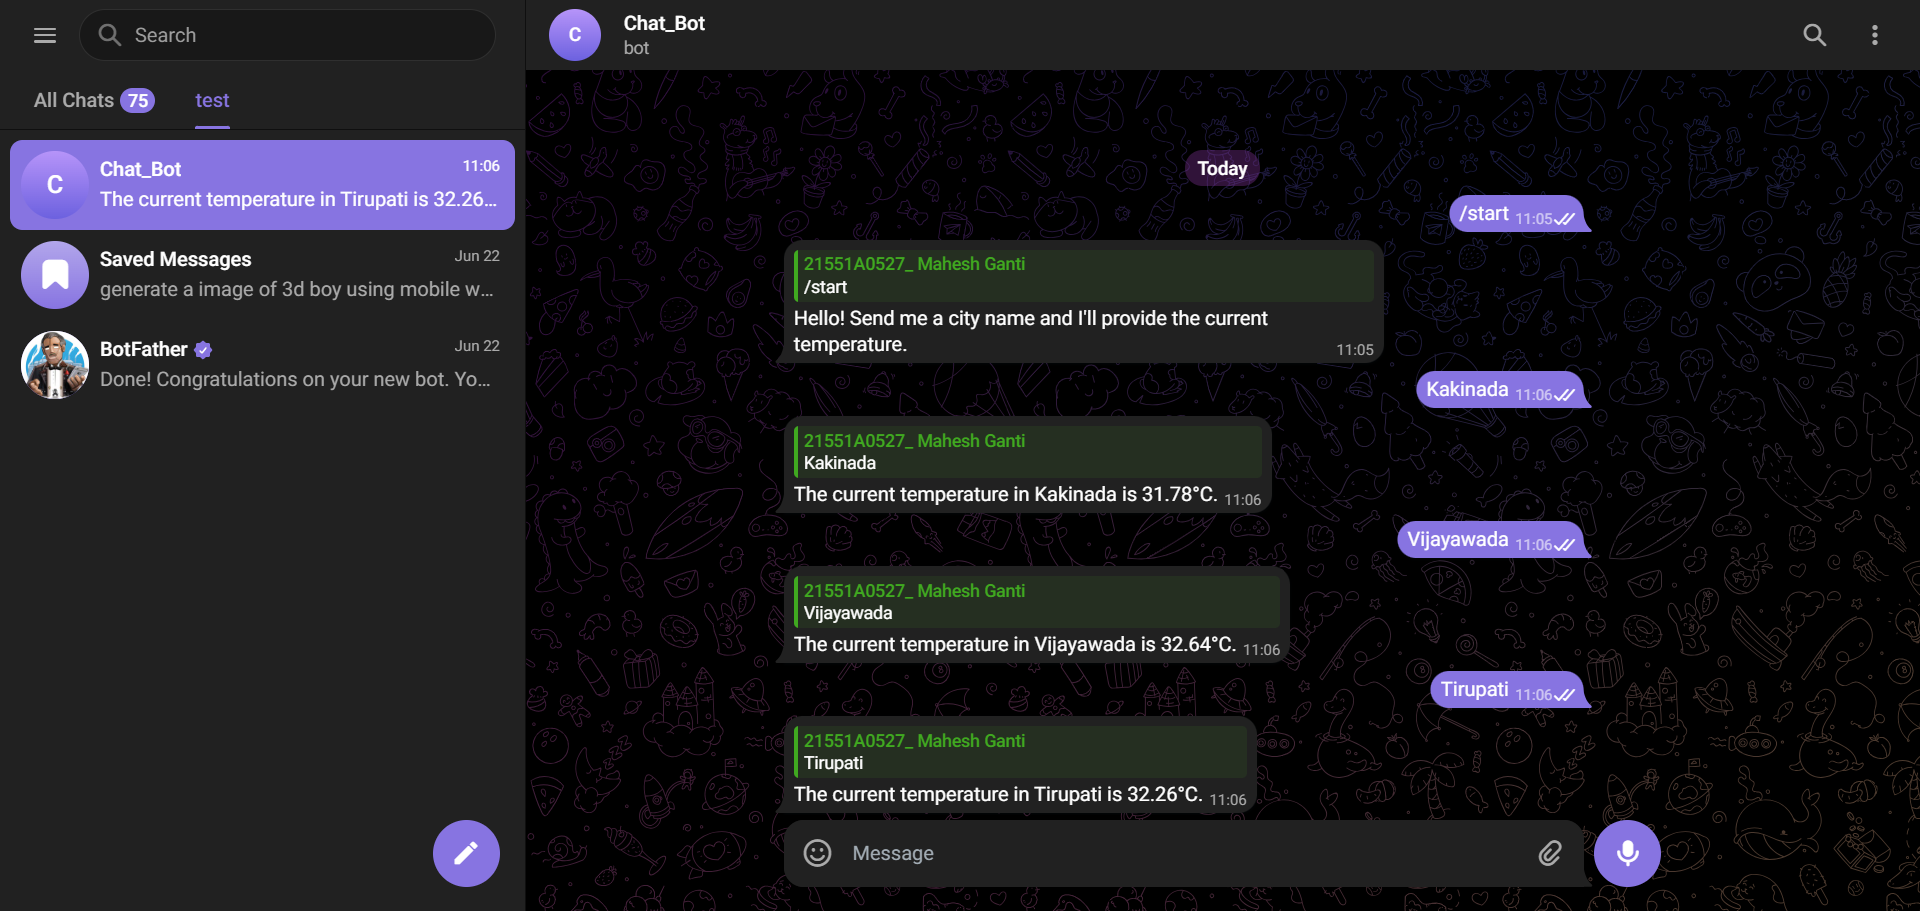 Search
All Chats 75
test
C
Chat_Bot
11:06
The current temperature in Tirupati is 32.26...
Saved Messages
Jun 22
generate a image of 3d boy using mobile w...
BotFather
Jun 22
Done! Congratulations on your new bot. Yo...
C
Chat_Bot
bot
Today
/start 11:05
21551A0527_ Mahesh Ganti
/start
Hello! Send me a city name and I'll provide the current
temperature.
11:05
Kakinada 11:06
21551A0527_ Mahesh Ganti
Kakinada
The current temperature in Kakinada is 31.78°C. 11:06
Vijayawada 11:06
21551A0527_ Mahesh Ganti
Vijayawada
The current temperature in Vijayawada is 32.64°C. 11:06
Tirupati 11:06
21551A0527_ Mahesh Ganti
Tirupati
The current temperature in Tirupati is 32.26°C. 11:06
Message